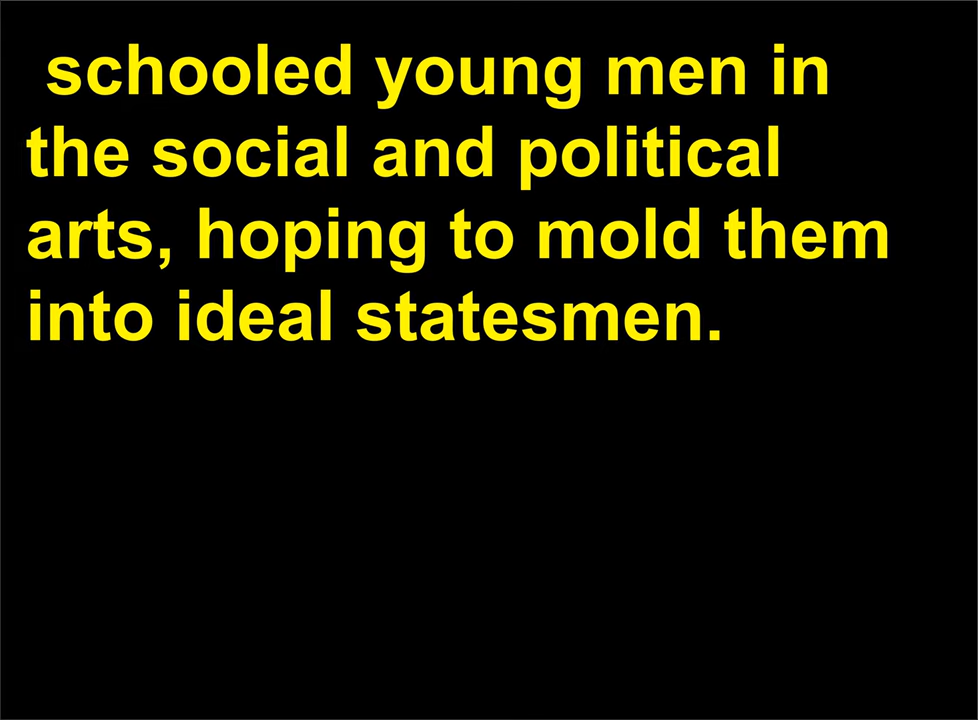 schooled young men in
the social and political
arts, hoping to mold them
into ideal statesmen.